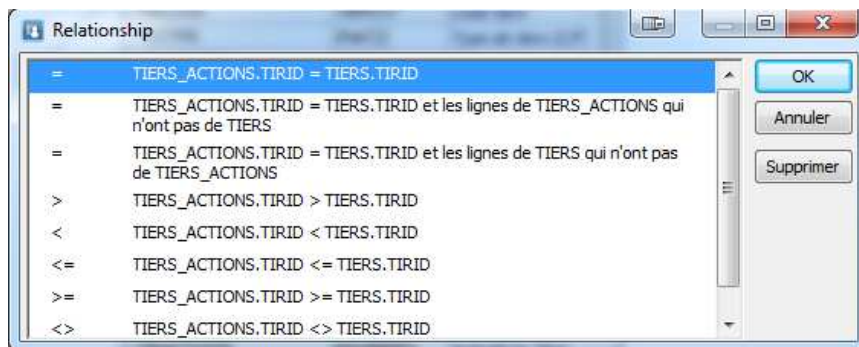 Relationship
= TIERS_ACTIONS.TIRID = TIERS.TIRID
OK
= TIERS_ACTIONS.TIRID = TIERS.TIRID et les lignes de TIERS_ACTIONS qui
n'ont pas de TIERS
Annuler
= TIERS_ACTIONS.TIRID = TIERS.TIRID et les lignes de TIERS qui n'ont pas
de TIERS_ACTIONS
Supprimer
> TIERS_ACTIONS.TIRID > TIERS.TIRID
< TIERS_ACTIONS.TIRID < TIERS.TIRID
<= TIERS_ACTIONS.TIRID <= TIERS.TIRID
>= TIERS_ACTIONS.TIRID >= TIERS.TIRID
<> TIERS_ACTIONS.TIRID <> TIERS.TIRID